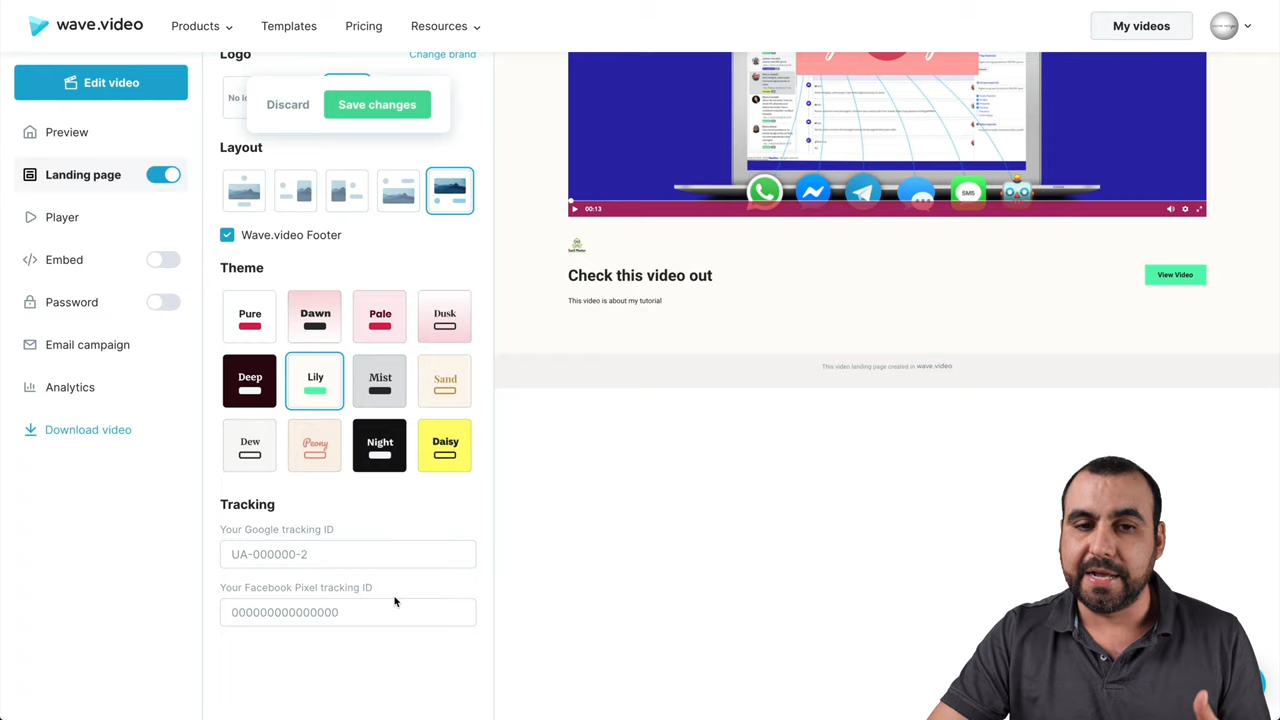 wave.video
Products
Templates
Pricing
Resources
My videos
Logo
Change brand
dit video
No lo
Discard
Save changes
Preview
Layout
Landing page
Player
Wave.video Footer
Embed
Theme
Password
Pure
Dawn
Pale
Dusk
Email campaign
Deep
Lily
Mist
Sand
Analytics
Download video
Dew
Peony
Night
Daisy
Tracking
Your Google tracking ID
UA-000000-2
Your Facebook Pixel tracking ID
000000000000000
SMS
00:13
Check this video out
View Video
This video is about my tutorial
This video landing page created in wave.video